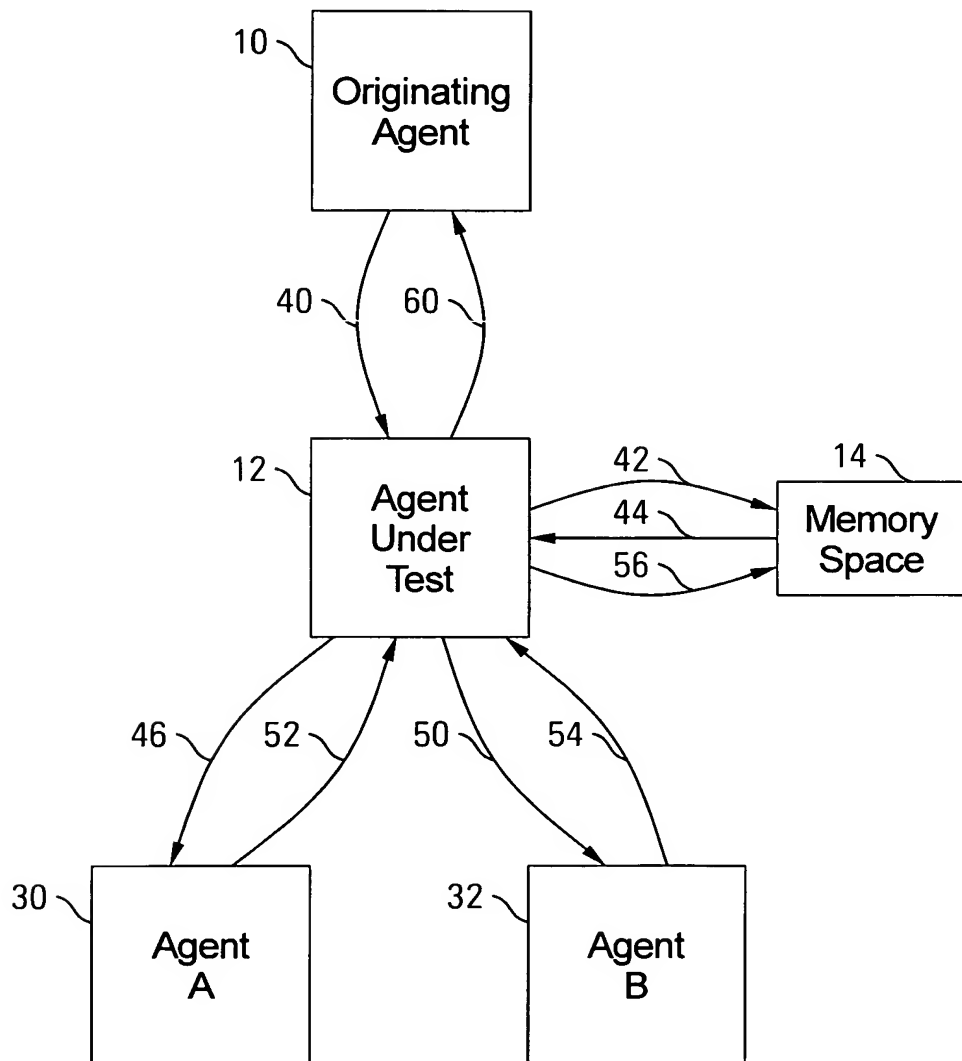 10
Originating
Agent
40
60
12
Agent
Under
Test
42
14
44
56
Memory
Space
46
52
50
54
30
Agent
A
32
Agent
B